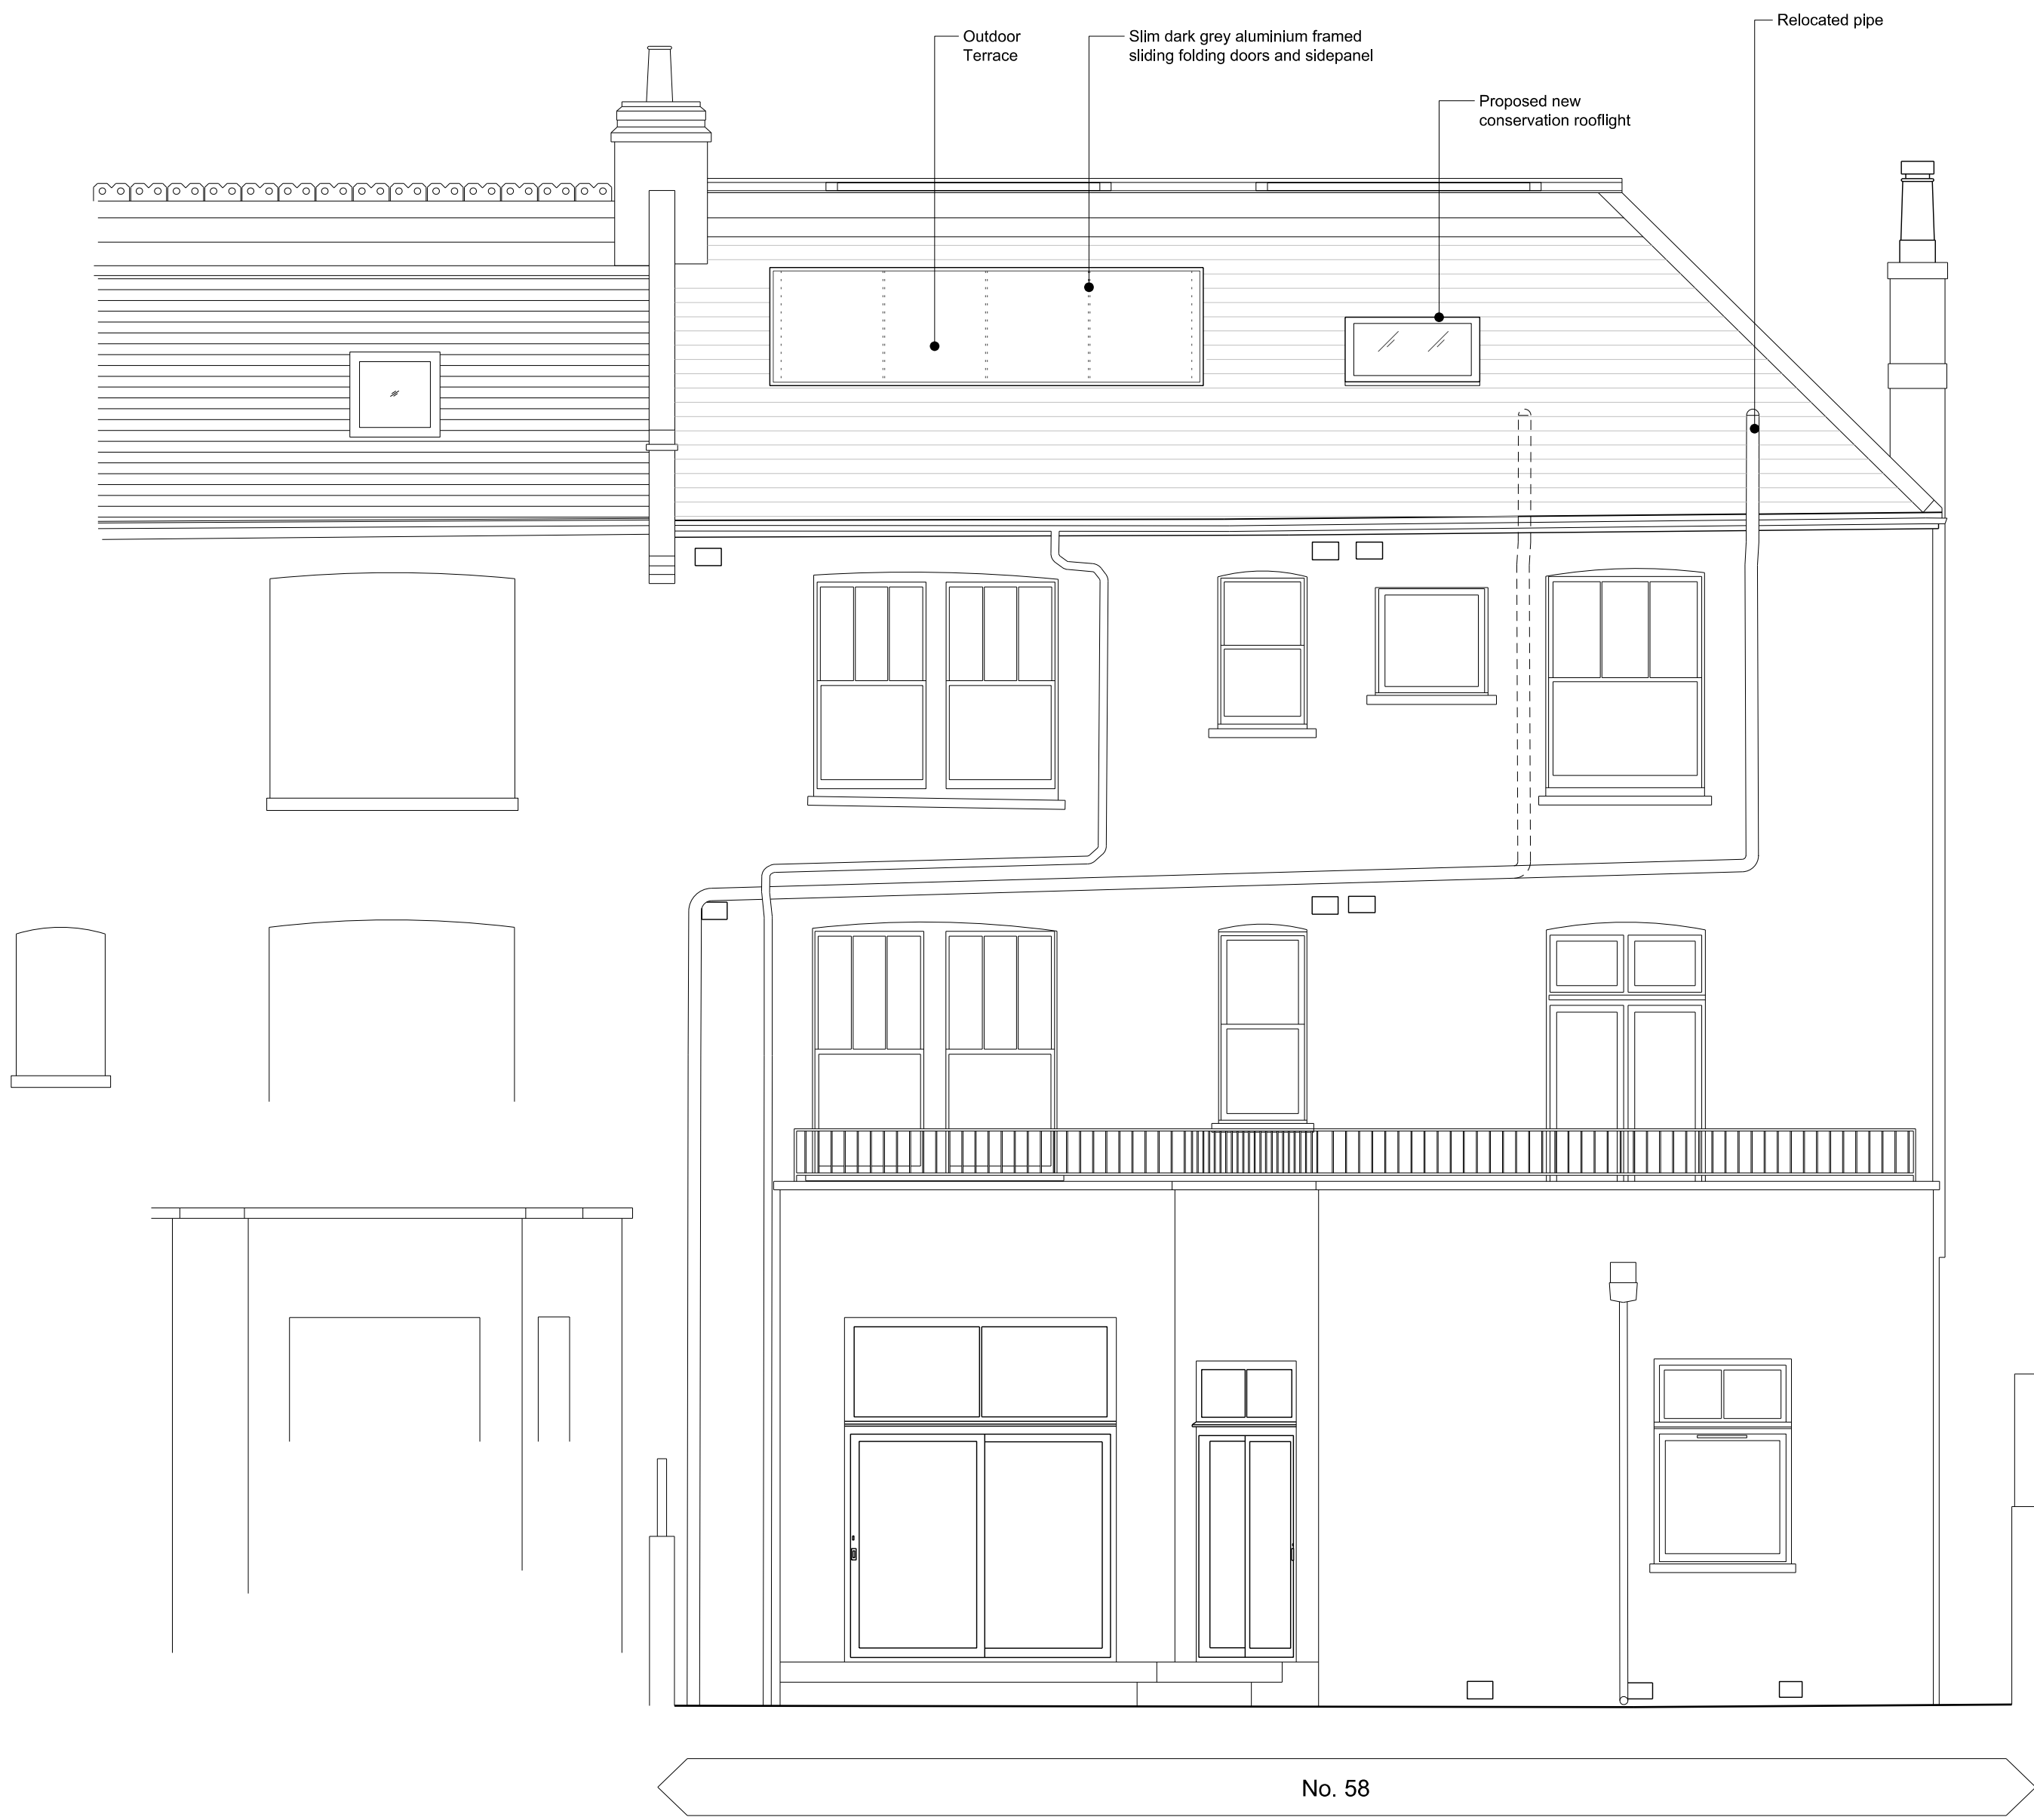 Relocated pipe
Outdoor
Terrace
Slim dark grey aluminium framed
sliding folding doors and sidepanel
Proposed new
conservation rooflight
No. 58